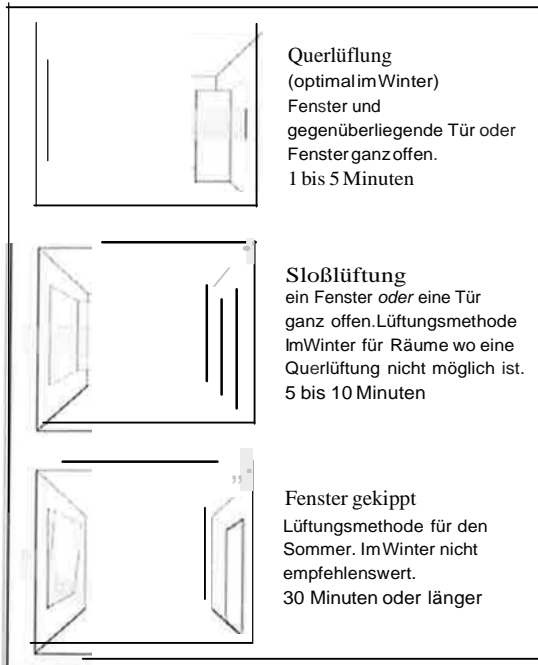 Querlüflung
(optimal im Winter)
Fenster und
gegenüberliegende Tür oder
Fenster ganz offen.
1 bis 5 Minuten
Sloßlüftung
ein Fenster oder eine Tür
ganz offen. Lüftungsmethode
Im Winter für Räume wo eine
Querlüftung nicht möglich ist.
5 bis 10 Minuten
Fenster gekippt
Lüftungsmethode für den
Sommer. Im Winter nicht
empfehlenswert.
30 Minuten oder länger